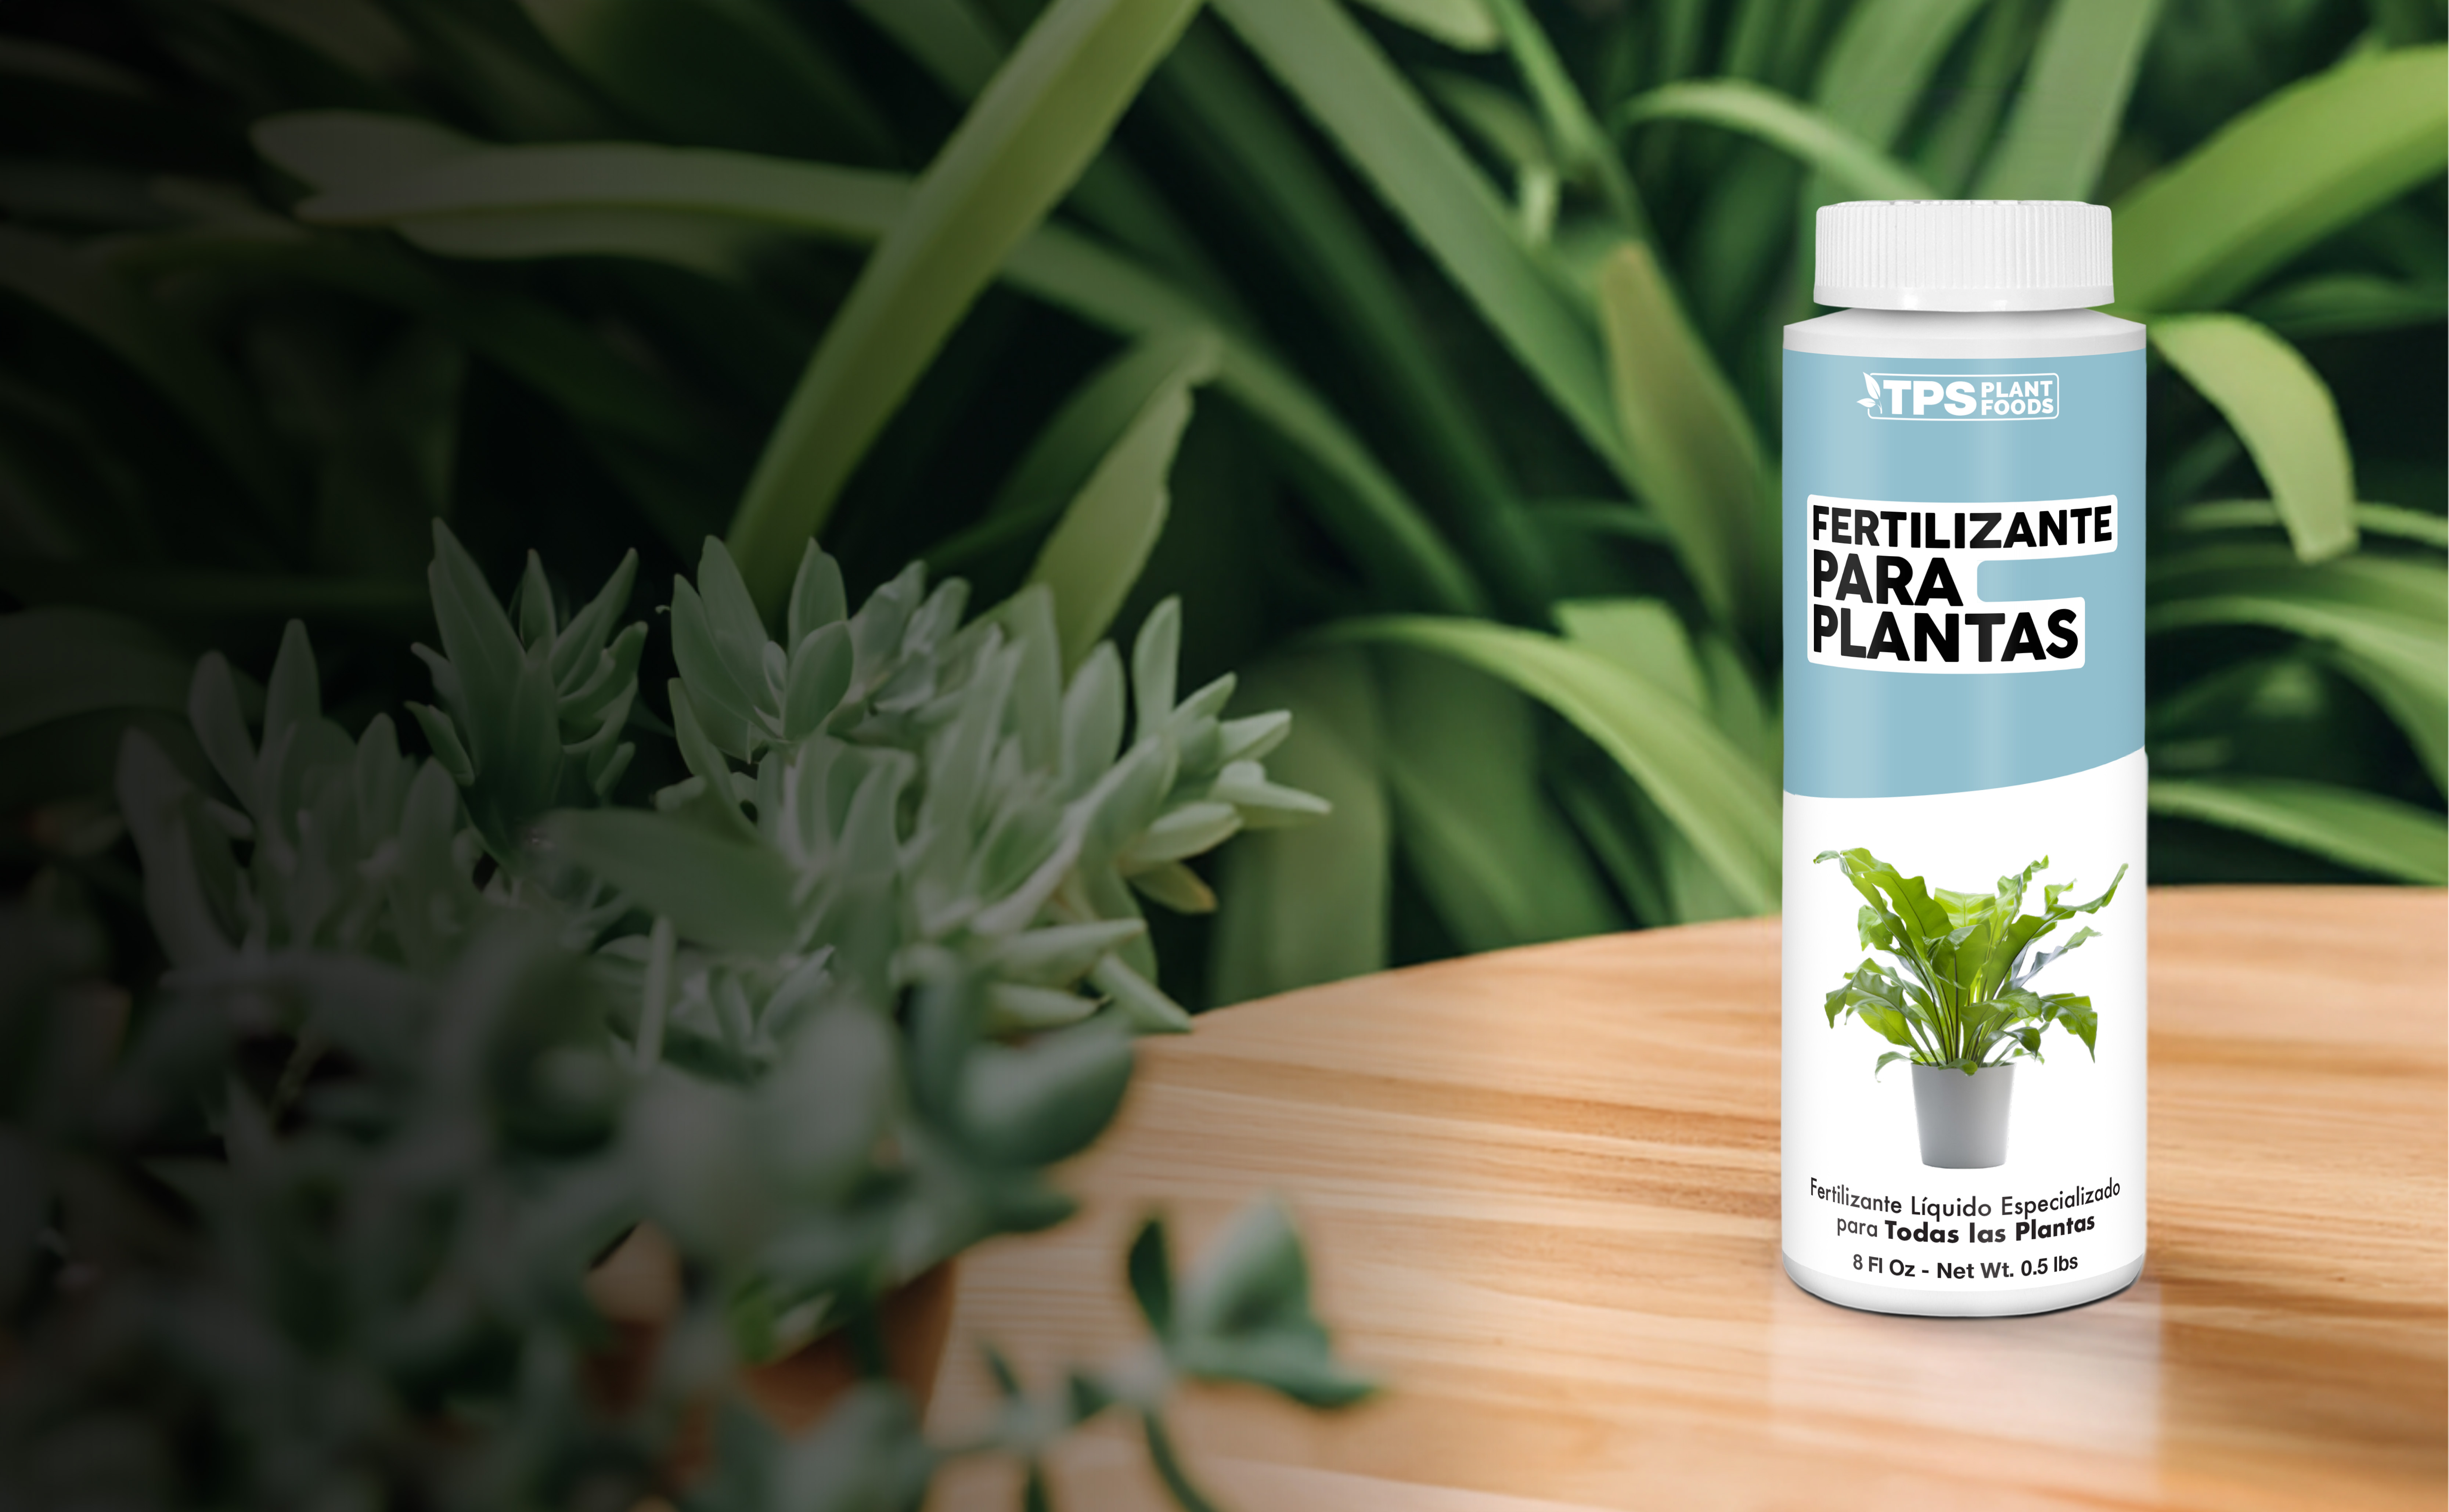 TPS PLANT FOODS
FERTILIZANTE
PARA
PLANTAS
Fertilizante Líquido Especializado
para Todas las Plantas
8 Fl Oz - Net Wt. 0.5 lbs